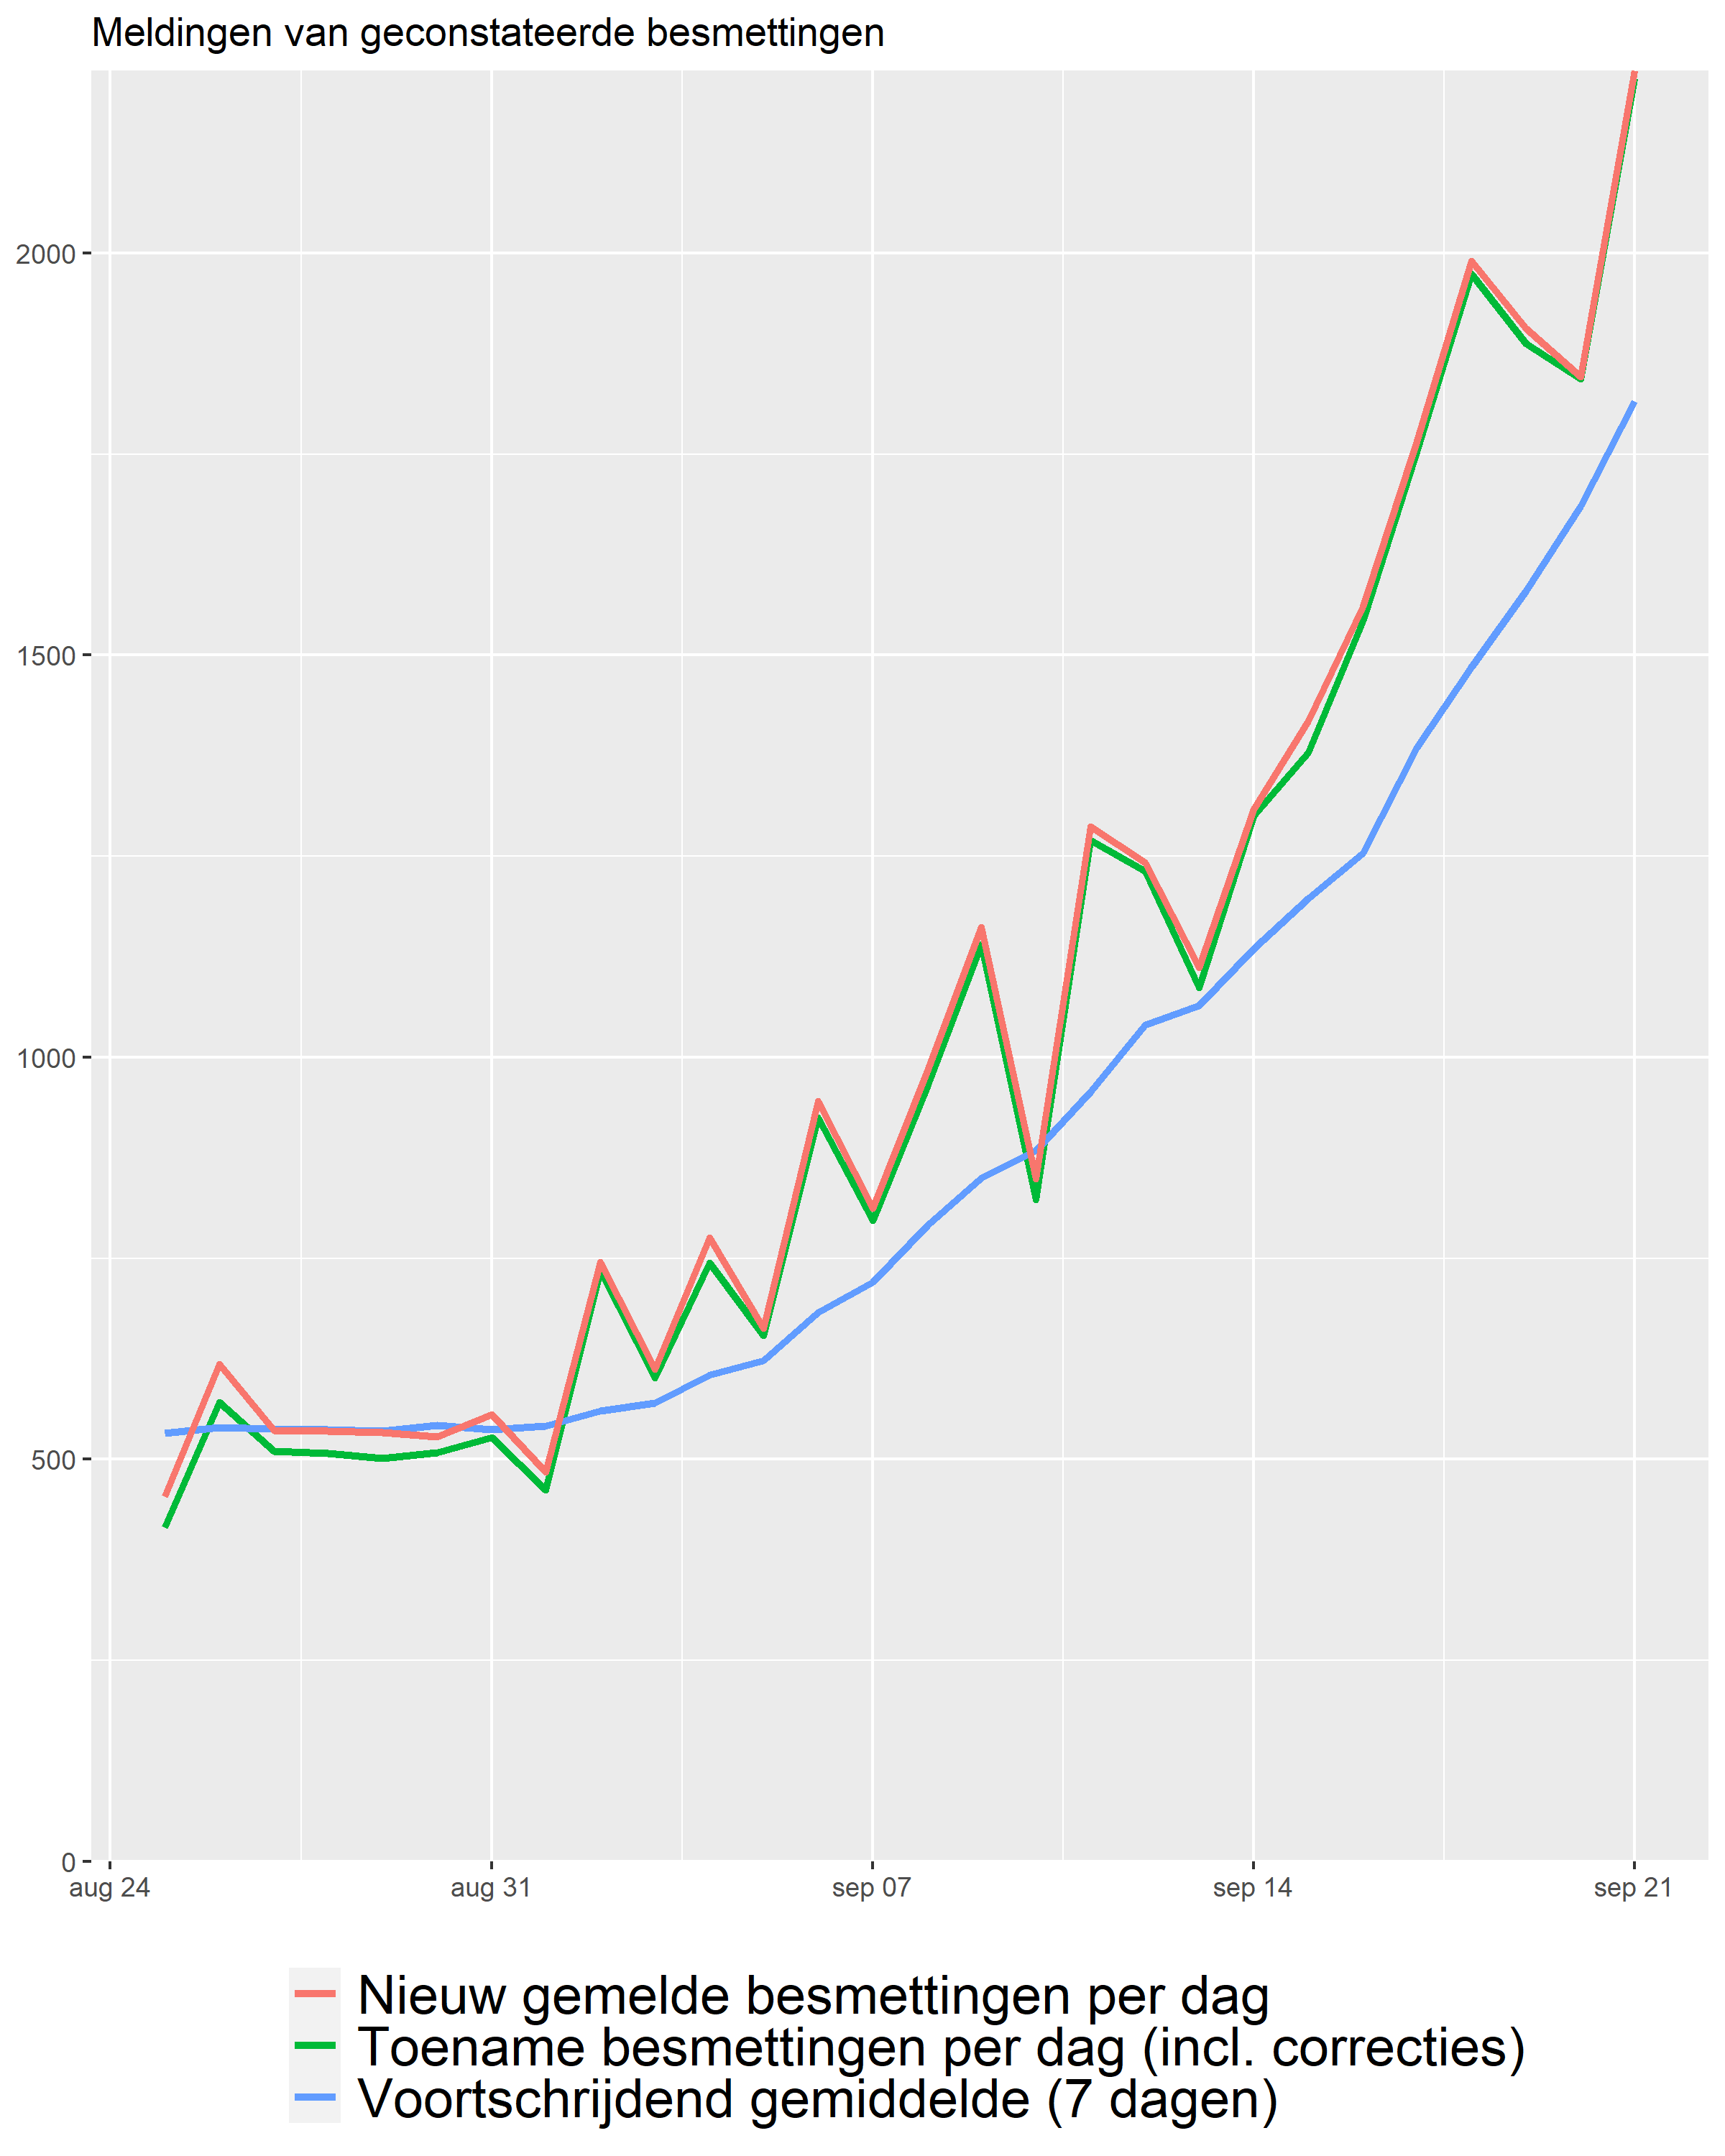 Meldingen van geconstateerde besmettingen
2000
1500
1000
500
0
aug 24 aug 31 sep 07 sep 14 sep 21
Nieuw gemelde besmettingen per dag
Toename besmettingen per dag (incl. correcties)
Voortschrijdend gemiddelde (7 dagen)